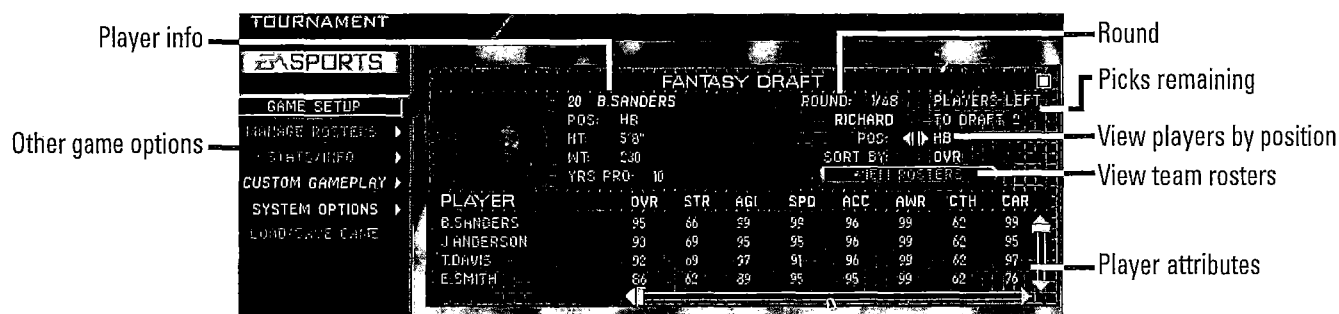 TOURNAMENT
EA SPORTS
GAME SETUP
MANAGE ROSTERS
STATS/INFO
CUSTOM GAMEPLAY
SYSTEM OPTIONS
LOAD/SAVE GAME
Player info
Other game options
FANTASY DRAFT
20 B.SANDERS
POS: HB
HT: 5'8"
WT:
YRS PRO: 10
ROUND: 1/48
RICHARD
POS: HB
SORT BY: OVR
VIEW ROSTERS
PLAYERS LEFT
TO DRAFT
PLAYER OVR STR AGI SPD ACC AWR CTH CAR
B.SANDERS 95 66 99 98 96 99 62 99
J.ANDERSON 93 69 95 95 96 99 62 95
T.DAVIS 92 69 97 91 96 99 62 97
E.SMITH 86 62 89 95 95 99 62 76
Round
Picks remaining
View players by position
View team rosters
Player attributes